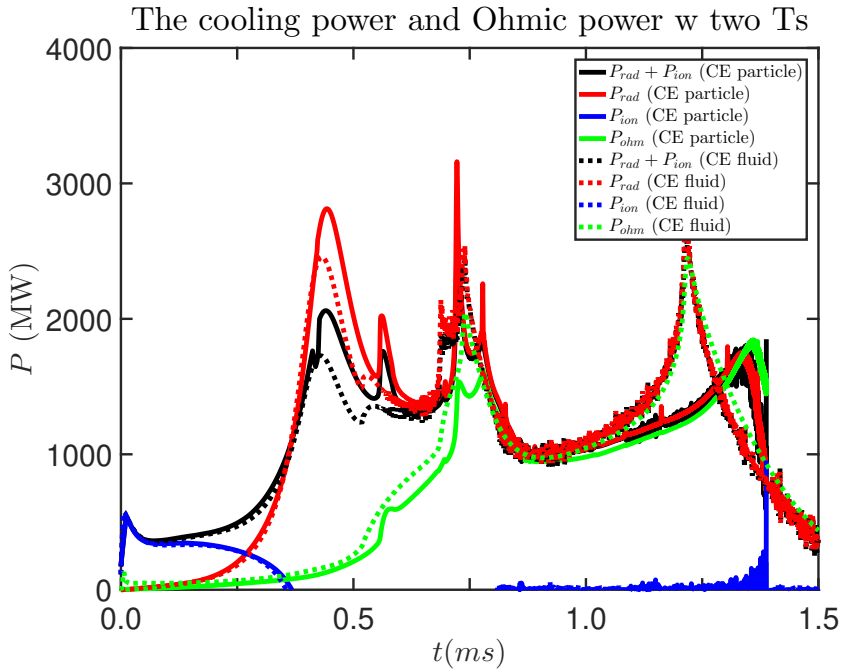 The cooling power and Ohmic power w two Ts
4000
3000
2000
1000
0
P (MW)
P_rad + P_ion (CE particle)
P_rad (CE particle)
P_ion (CE particle)
P_ohm (CE particle)
P_rad + P_ion (CE fluid)
P_rad (CE fluid)
P_ion (CE fluid)
P_ohm (CE fluid)
0.0 0.5 1.0 1.5
t(ms)